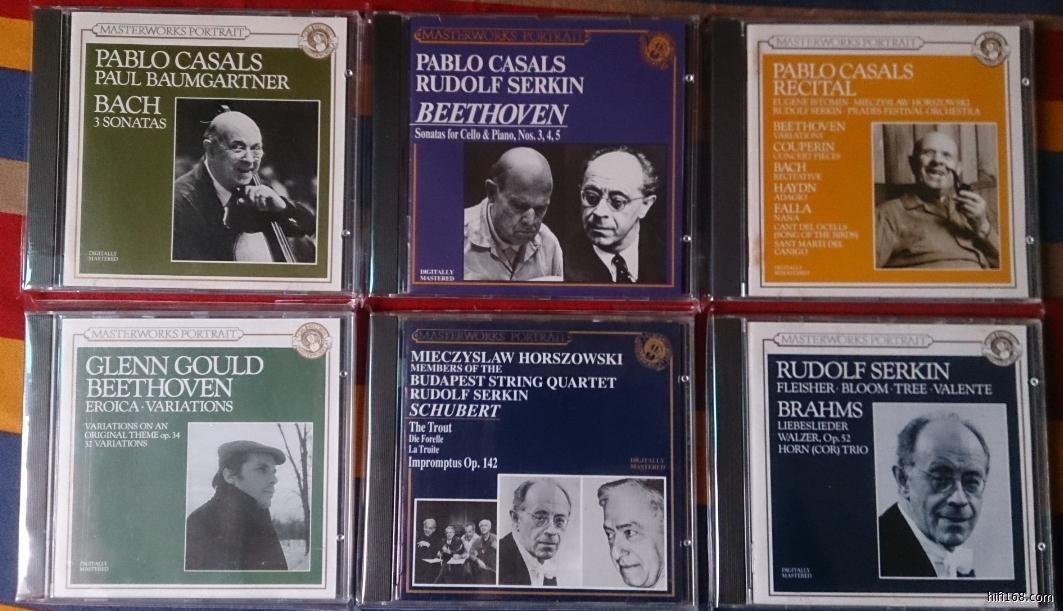 MASTERWORKS PORTRAIT
PABLO CASALS
PAUL BAUMGARTNER
BACH
3 SONATAS
DIGITALLY
MASTERED
MASTERWORKS PORTRAIT
PABLO CASALS
RUDOLF SERKIN
BEETHOVEN
Sonatas for Cello & Piano, Nos. 3, 4, 5
DIGITALLY
MASTERED
MASTERWORKS PORTRAIT
PABLO CASALS
RECITAL
EUGENE ISTOMIN · MIECZYSLAW HORSZOWSKI
RUDOLF SERKIN · PRADES FESTIVAL ORCHESTRA
BEETHOVEN
VARIATIONS
COUPERIN
CONCERT PIECES
BACH
RECITATIVE
HAYDN
ADAGIO
FALLA
NANA
CANT DEL OCELLS
(SONG OF THE BIRDS)
SANT MARTI DEL
CANIGO
DIGITALLY
REMASTERED
MASTERWORKS PORTRAIT
GLENN GOULD
BEETHOVEN
EROICA · VARIATIONS
VARIATIONS ON AN
ORIGINAL THEME op. 34
32 VARIATIONS
DIGITALLY
MASTERED
MASTERWORKS PORTRAIT
MIECZYSLAW HORSZOWSKI
MEMBERS OF THE
BUDAPEST STRING QUARTET
RUDOLF SERKIN
SCHUBERT
The Trout
Die Forelle
La Truite
Impromptus Op. 142
DIGITALLY
MASTERED
MASTERWORKS PORTRAIT
RUDOLF SERKIN
FLEISHER · BLOOM · TREE · VALENTE
BRAHMS
LIEBESLIEDER
WALZER, Op. 52
HORN (COR) TRIO
DIGITALLY
MASTERED
hifi168.com